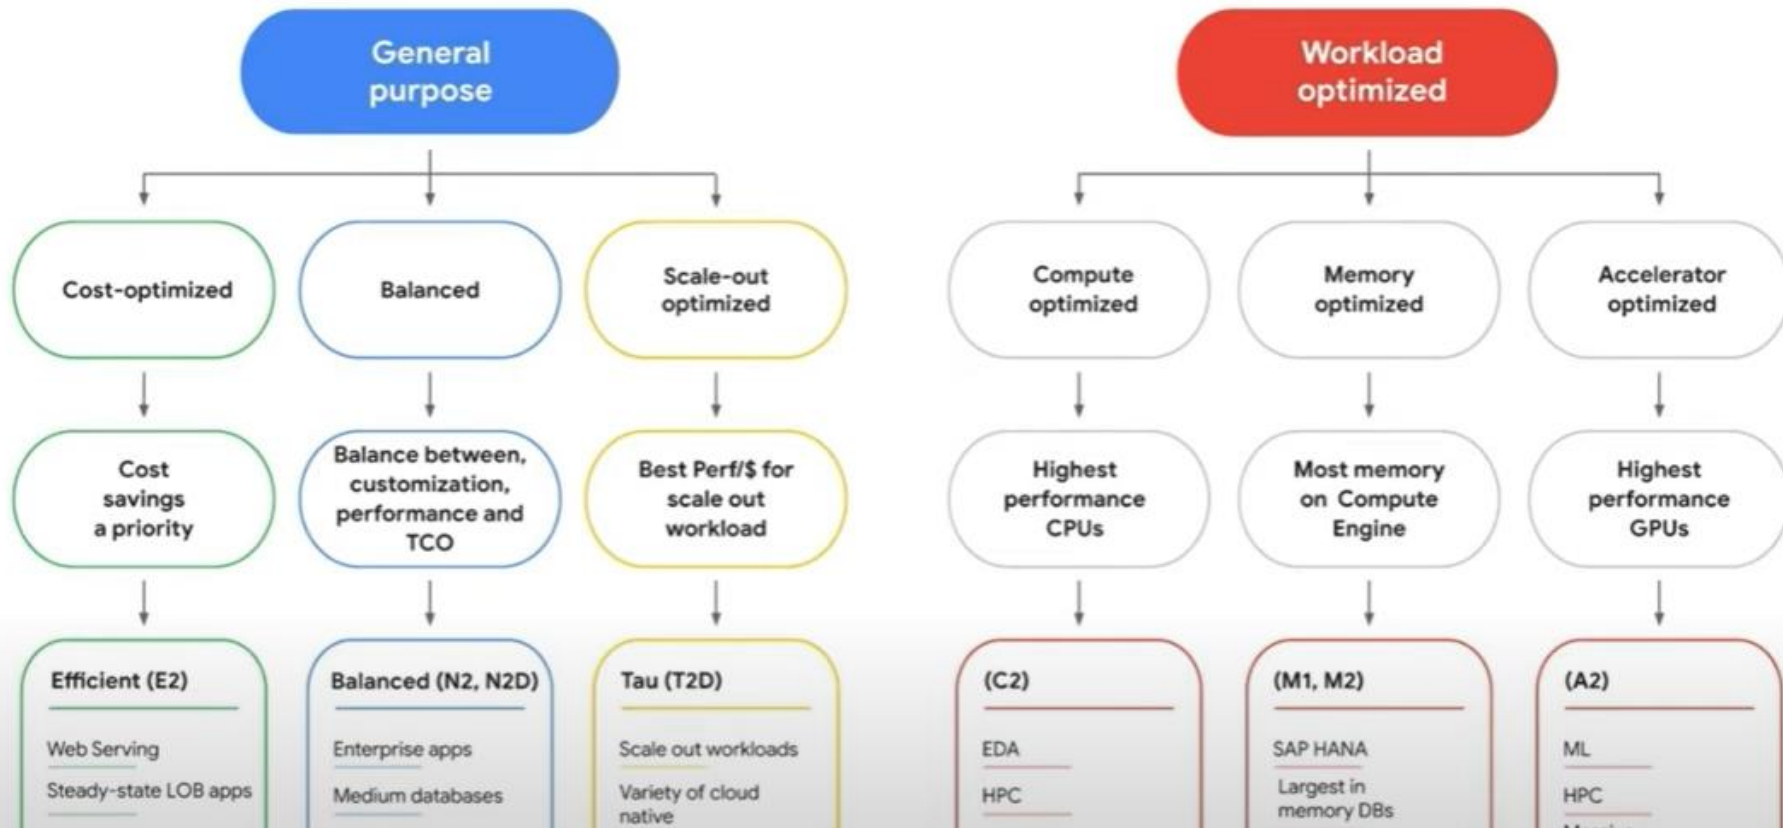 General
purpose
Workload
optimized
Cost-optimized
Balanced
Scale-out
optimized
Compute
optimized
Memory
optimized
Accelerator
optimized
Cost
savings
a priority
Balance between,
customization,
performance and
TCO
Best Perf/$ for
scale out
workload
Highest
performance
CPUs
Most memory
on Compute
Engine
Highest
performance
GPUs
Efficient (E2)
Web Serving
Steady-state LOB apps
Balanced (N2, N2D)
Enterprise apps
Medium databases
Tau (T2D)
Scale out workloads
Variety of cloud
native
(C2)
EDA
HPC
(M1, M2)
SAP HANA
Largest in
memory DBs
(A2)
ML
HPC